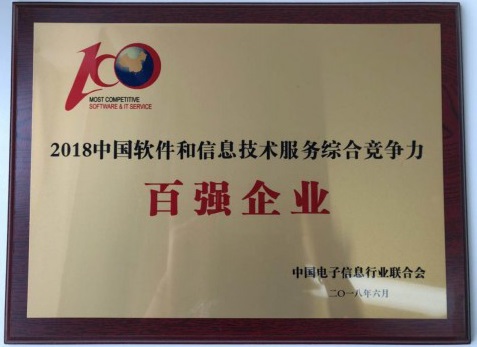 100
MOST COMPETITIVE
SOFTWARE & IT SERVICE
2018中国软件和信息技术服务综合竞争力
百强企业
中国电子信息行业联合会
二〇一八年六月